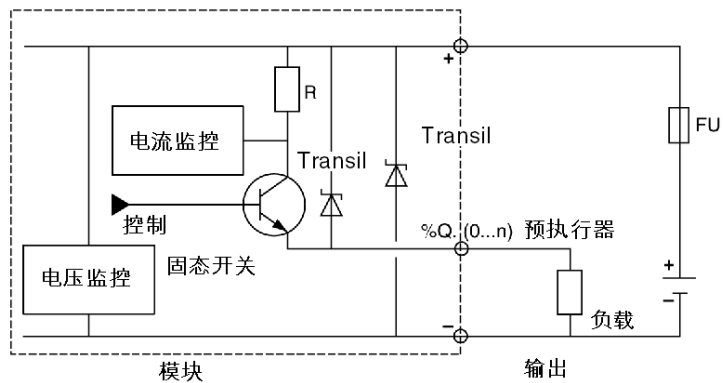 +
R
FU
电流监控
Transil
Transil
控制
%Q. (0...n) 预执行器
固态开关
电压监控
+
−
负载
−
模块
输出